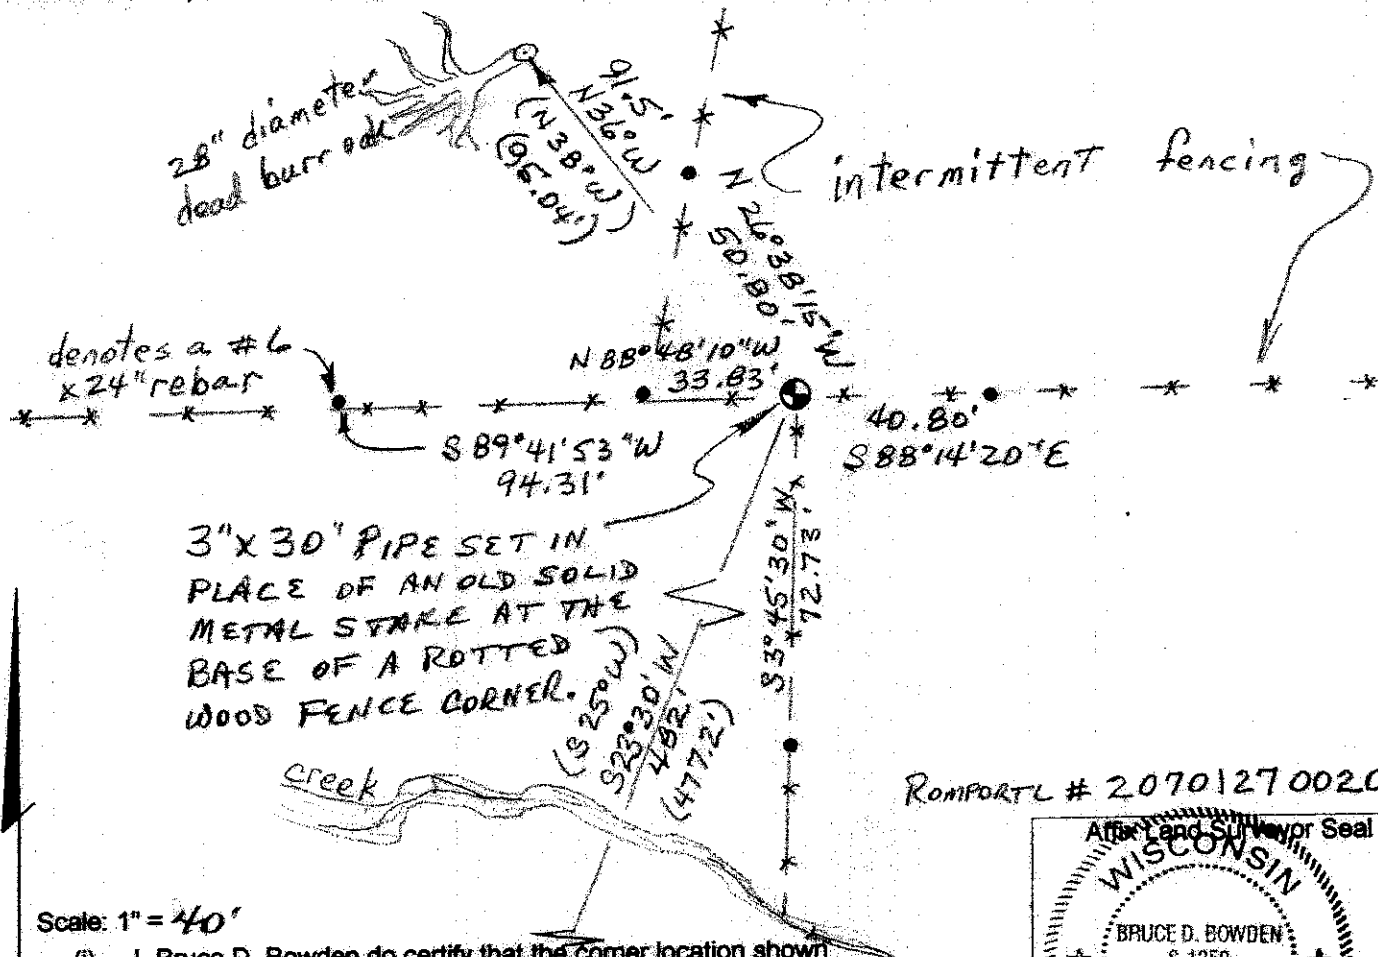 28" diameter
dead burr oak
91.5'
N36°W
(N38°W)
(95.04')
intermittent fencing
N 26°38'15"W
50.80'
denotes a #6
x 24" rebar
N 88°48'10"W
33.83'
S 89°41'53"W
94.31'
40.80'
S 88°14'20"E
3" x 30" PIPE SET IN
PLACE OF AN OLD SOLID
METAL STAKE AT THE
BASE OF A ROTTED
WOOD FENCE CORNER.
S 3°45'30"W
72.73'
(S 25°W)
S23°30'W
482'
(477.2')
creek
ROMPORTL # 20701270020
Affix Land Surveyor Seal
WISCONSIN
BRUCE D. BOWDEN
Scale: 1" = 40'
(i) I, Bruce D. Bowden do certify that the corner location shown